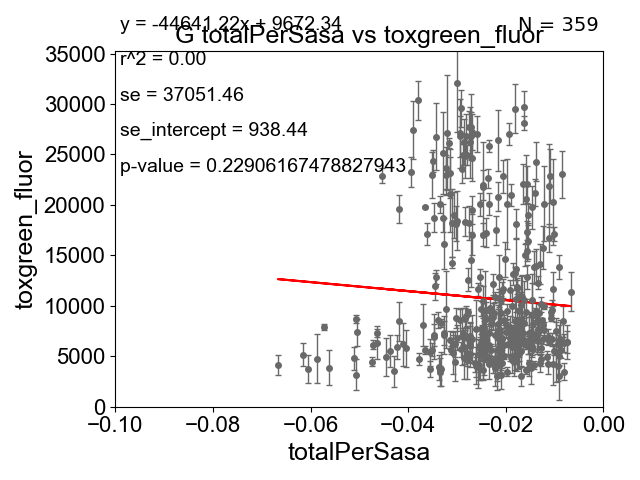 y = -44641.22x + 9672.34
N = 359
G totalPerSasa vs toxgreen_fluor
r^2 = 0.00
se = 37051.46
se_intercept = 938.44
p-value = 0.22906167478827943
toxgreen_fluor
35000
30000
25000
20000
15000
10000
5000
0
−0.10
−0.08
−0.06
−0.04
−0.02
0.00
totalPerSasa